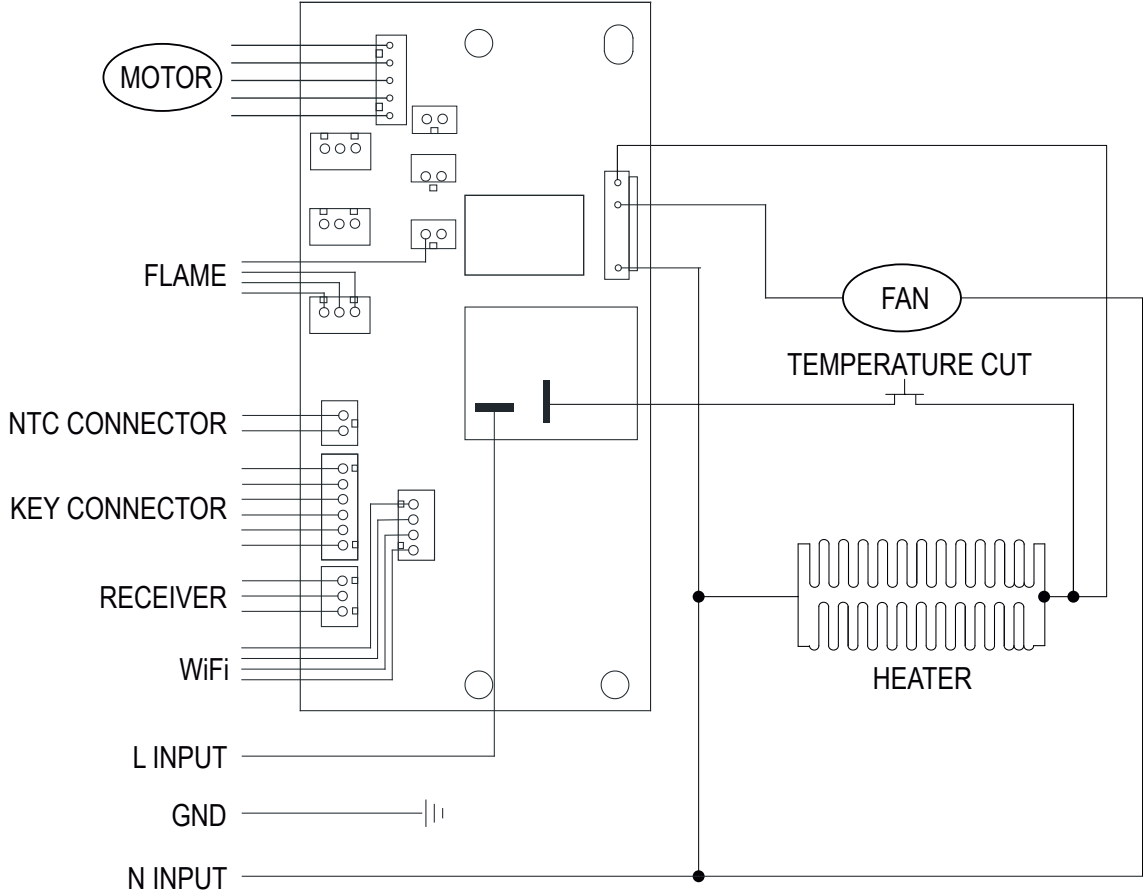 MOTOR
FLAME
FAN
TEMPERATURE CUT
NTC CONNECTOR
KEY CONNECTOR
RECEIVER
WiFi
HEATER
L INPUT
GND
N INPUT